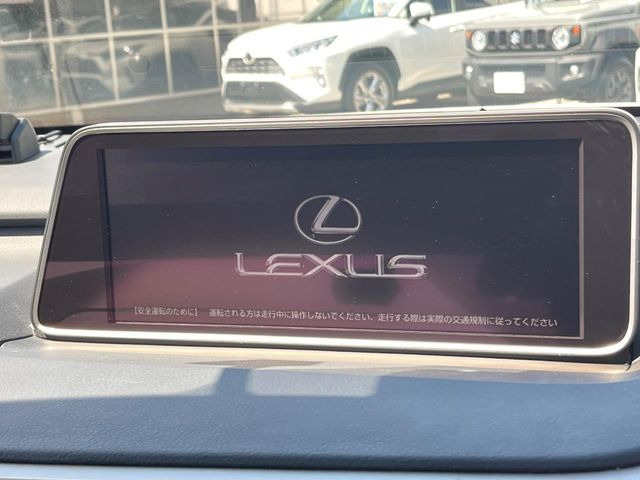 SUZUKI
LEXUS
【安全運転のために】 運転される方は走行中に操作しないでください、走行する際は実際の交通規制に従ってください